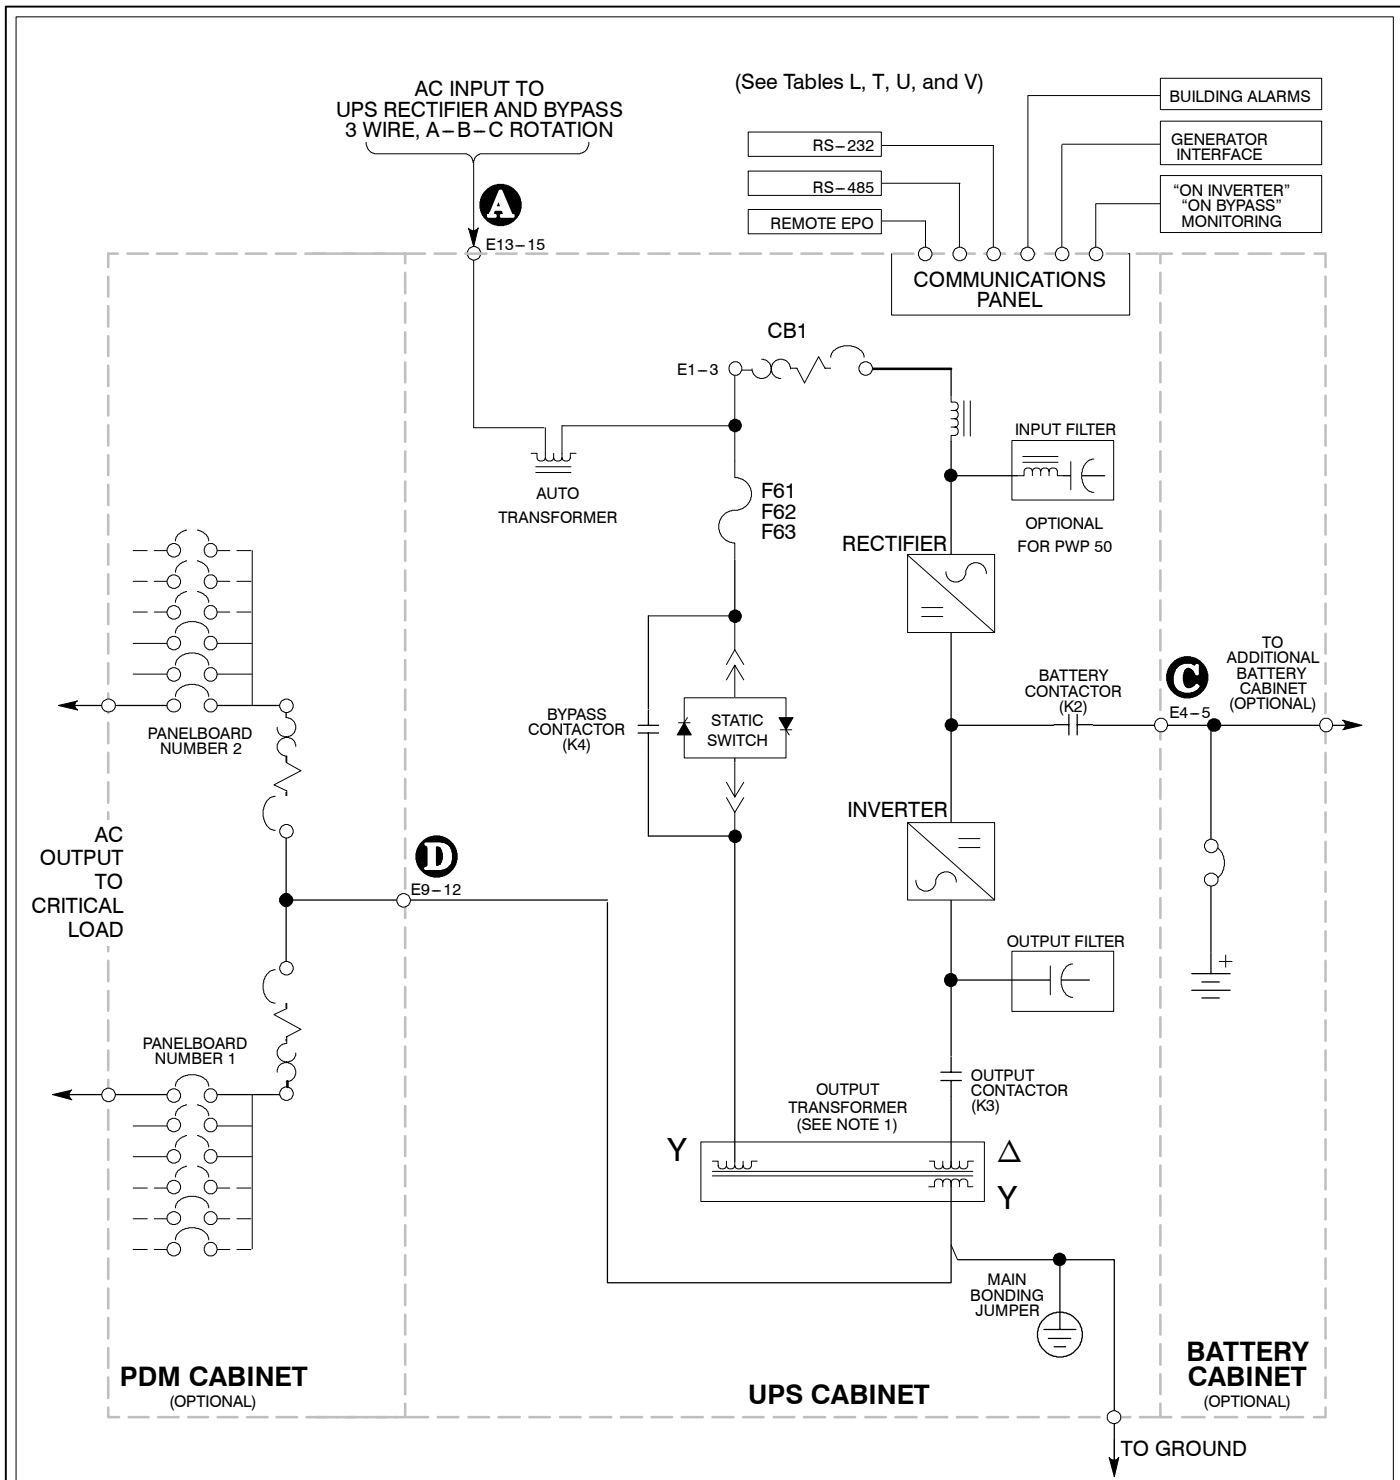 AC INPUT TO
UPS RECTIFIER AND BYPASS
3 WIRE, A–B–C ROTATION
(See Tables L, T, U, and V)
BUILDING ALARMS
RS–232
GENERATOR
INTERFACE
RS–485
"ON INVERTER"
"ON BYPASS"
MONITORING
REMOTE EPO
A
E13–15
COMMUNICATIONS
PANEL
CB1
E1–3
INPUT FILTER
AUTO
TRANSFORMER
F61
F62
F63
OPTIONAL
FOR PWP 50
RECTIFIER
TO
ADDITIONAL
BATTERY
CABINET
(OPTIONAL)
C
E4–5
BATTERY
CONTACTOR
(K2)
BYPASS
CONTACTOR
(K4)
STATIC
SWITCH
PANELBOARD
NUMBER 2
INVERTER
AC
OUTPUT
TO
CRITICAL
LOAD
D
E9–12
OUTPUT FILTER
+
PANELBOARD
NUMBER 1
OUTPUT
CONTACTOR
(K3)
OUTPUT
TRANSFORMER
(SEE NOTE 1)
Y
Δ
Y
MAIN
BONDING
JUMPER
PDM CABINET
(OPTIONAL)
UPS CABINET
BATTERY
CABINET
(OPTIONAL)
TO GROUND